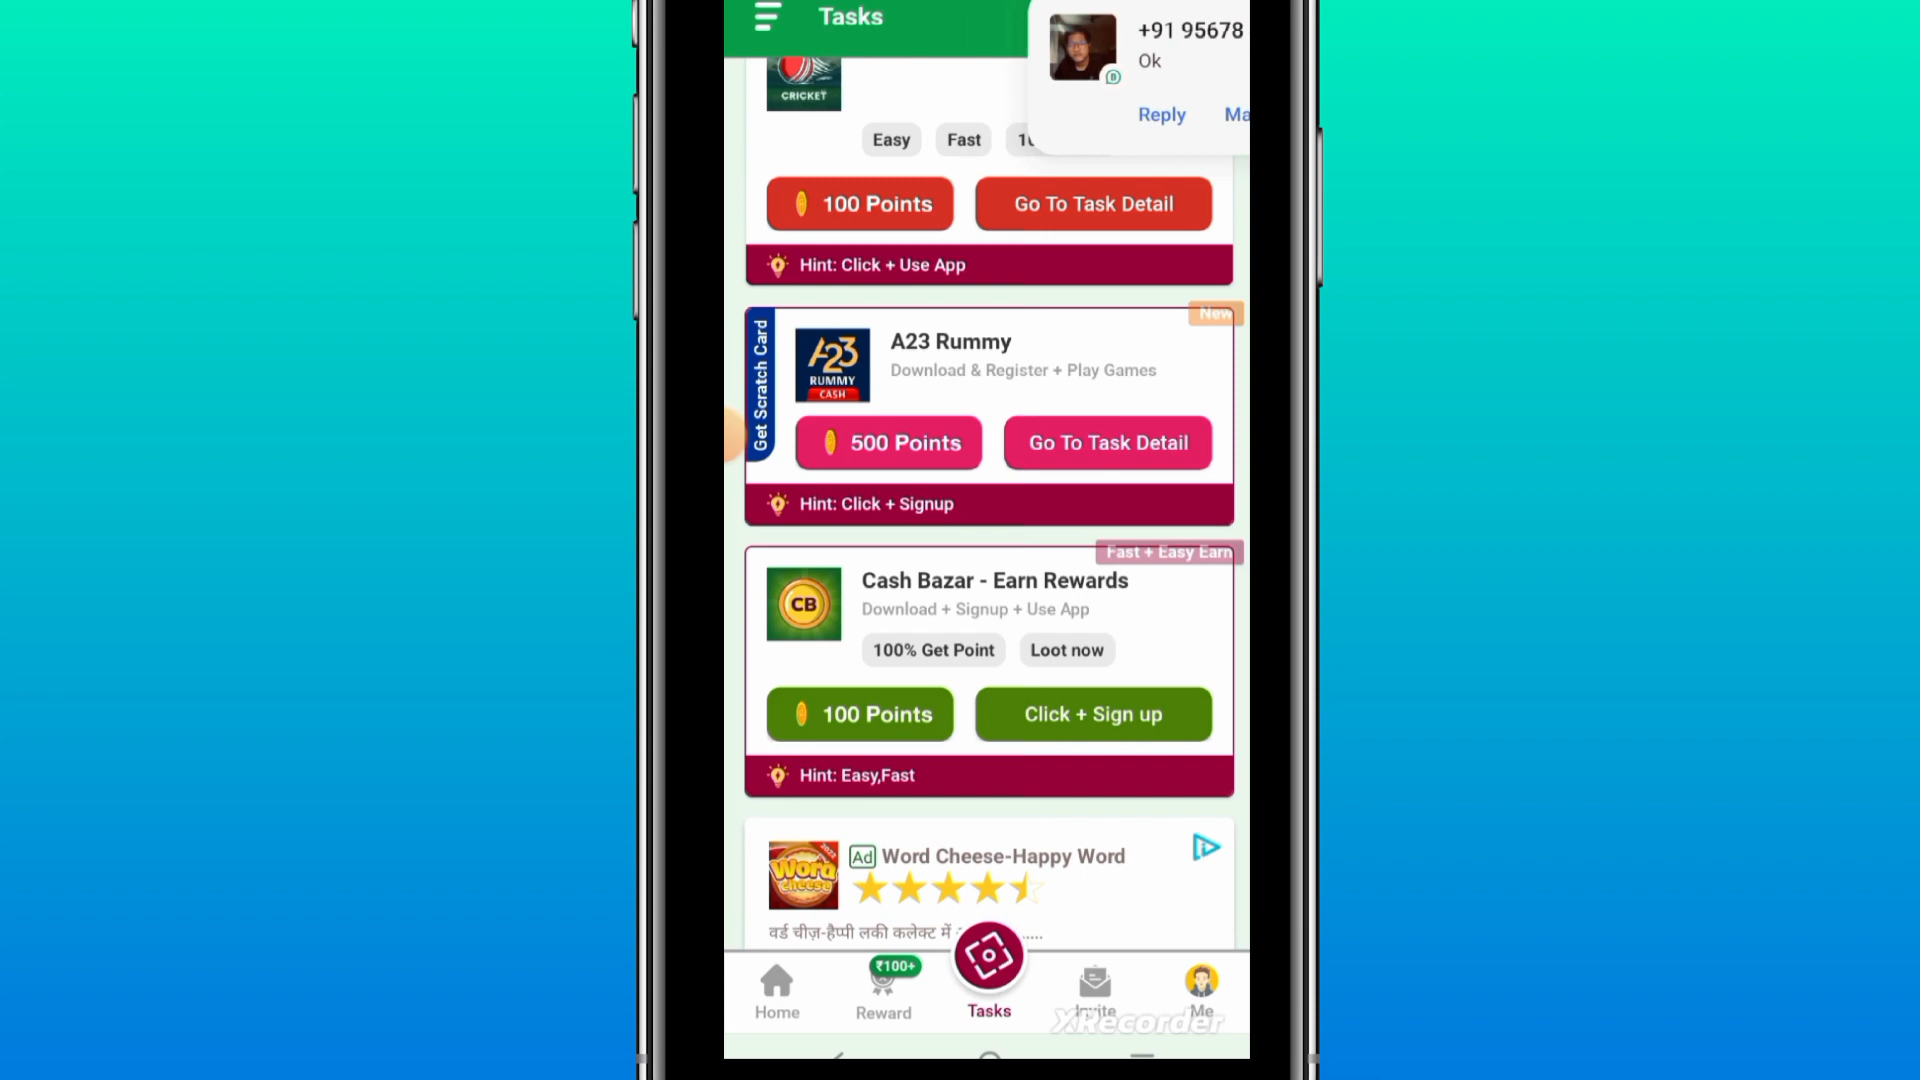 Tasks
+91 95678
Ok
Reply Ma
CRICKET
Easy Fast 10
100 Points Go To Task Detail
Hint: Click + Use App
New
Get Scratch Card
A23 Rummy
A23
RUMMY
CASH
Download & Register + Play Games
500 Points Go To Task Detail
Hint: Click + Signup
Fast + Easy Earn
Cash Bazar - Earn Rewards
CB
Download + Signup + Use App
100% Get Point Loot now
100 Points Click + Sign up
Hint: Easy,Fast
2022
Word
Cheese
Ad Word Cheese-Happy Word
वर्ड चीज़-हैप्पी लकी कलेक्ट में
₹100+
Home Reward Tasks Invite Me
XRecorder